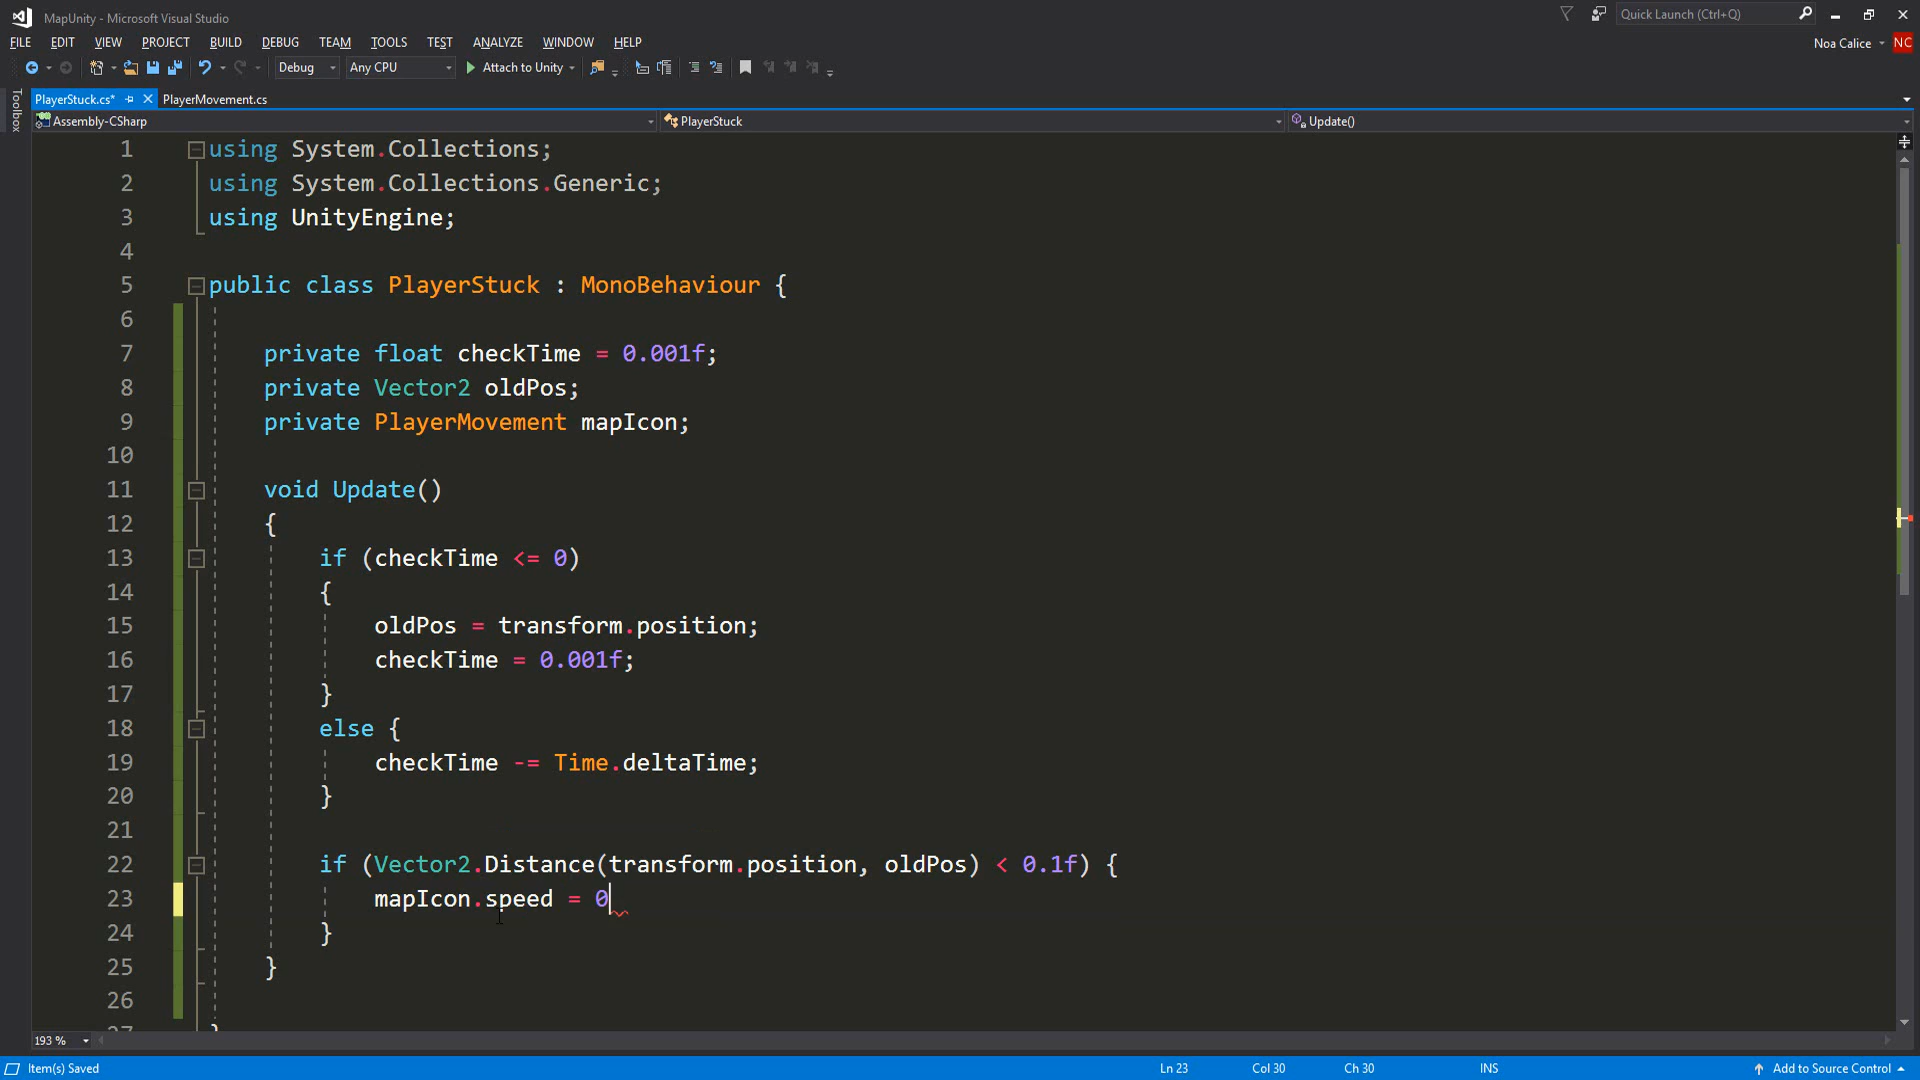 MapUnity - Microsoft Visual Studio
Quick Launch (Ctrl+Q)
FILE EDIT VIEW PROJECT BUILD DEBUG TEAM TOOLS TEST ANALYZE WINDOW HELP
Noa Calice NC
Debug Any CPU Attach to Unity
Toolbox
PlayerStuck.cs* PlayerMovement.cs
Assembly-CSharp PlayerStuck Update()
1 using System.Collections;
2 using System.Collections.Generic;
3 using UnityEngine;
4
5 public class PlayerStuck : MonoBehaviour {
6
7 private float checkTime = 0.001f;
8 private Vector2 oldPos;
9 private PlayerMovement mapIcon;
10
11 void Update()
12 {
13 if (checkTime <= 0)
14 {
15 oldPos = transform.position;
16 checkTime = 0.001f;
17 }
18 else {
19 checkTime -= Time.deltaTime;
20 }
21
22 if (Vector2.Distance(transform.position, oldPos) < 0.1f) {
23 mapIcon.speed = 0
24 }
25 }
26
27 }
193 %
Item(s) Saved Ln 23 Col 30 Ch 30 INS Add to Source Control